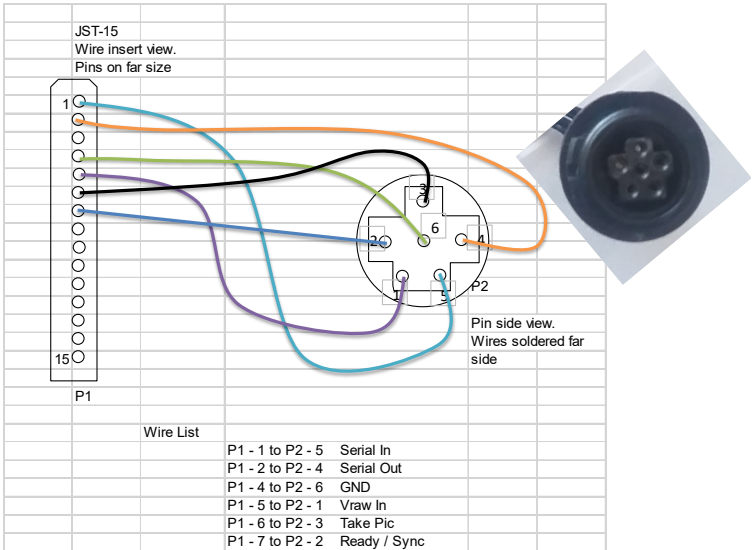 JST-15
Wire insert view.
Pins on far size
1
15
P1
3
6
2
4
1
5
P2
Pin side view.
Wires soldered far
side
Wire List
P1 - 1 to P2 - 5 Serial In
P1 - 2 to P2 - 4 Serial Out
P1 - 4 to P2 - 6 GND
P1 - 5 to P2 - 1 Vraw In
P1 - 6 to P2 - 3 Take Pic
P1 - 7 to P2 - 2 Ready / Sync